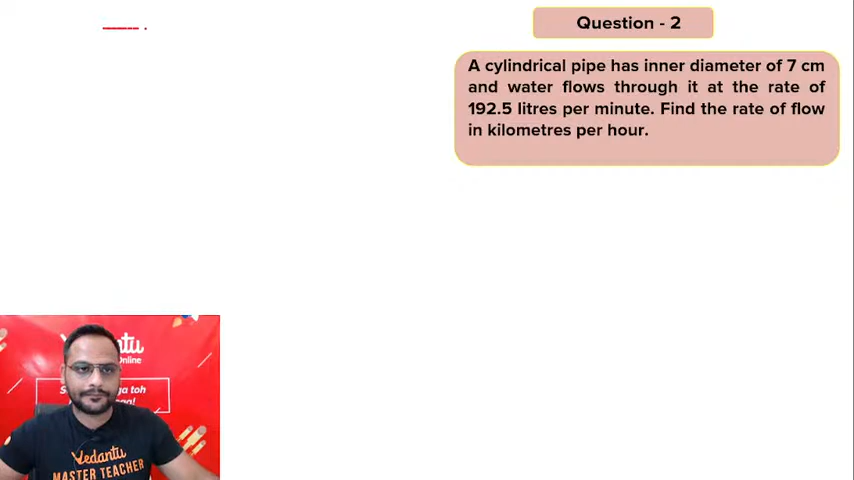 Question - 2
A cylindrical pipe has inner diameter of 7 cm
and water flows through it at the rate of
192.5 litres per minute. Find the rate of flow
in kilometres per hour.
Vedantu
MASTER TEACHER